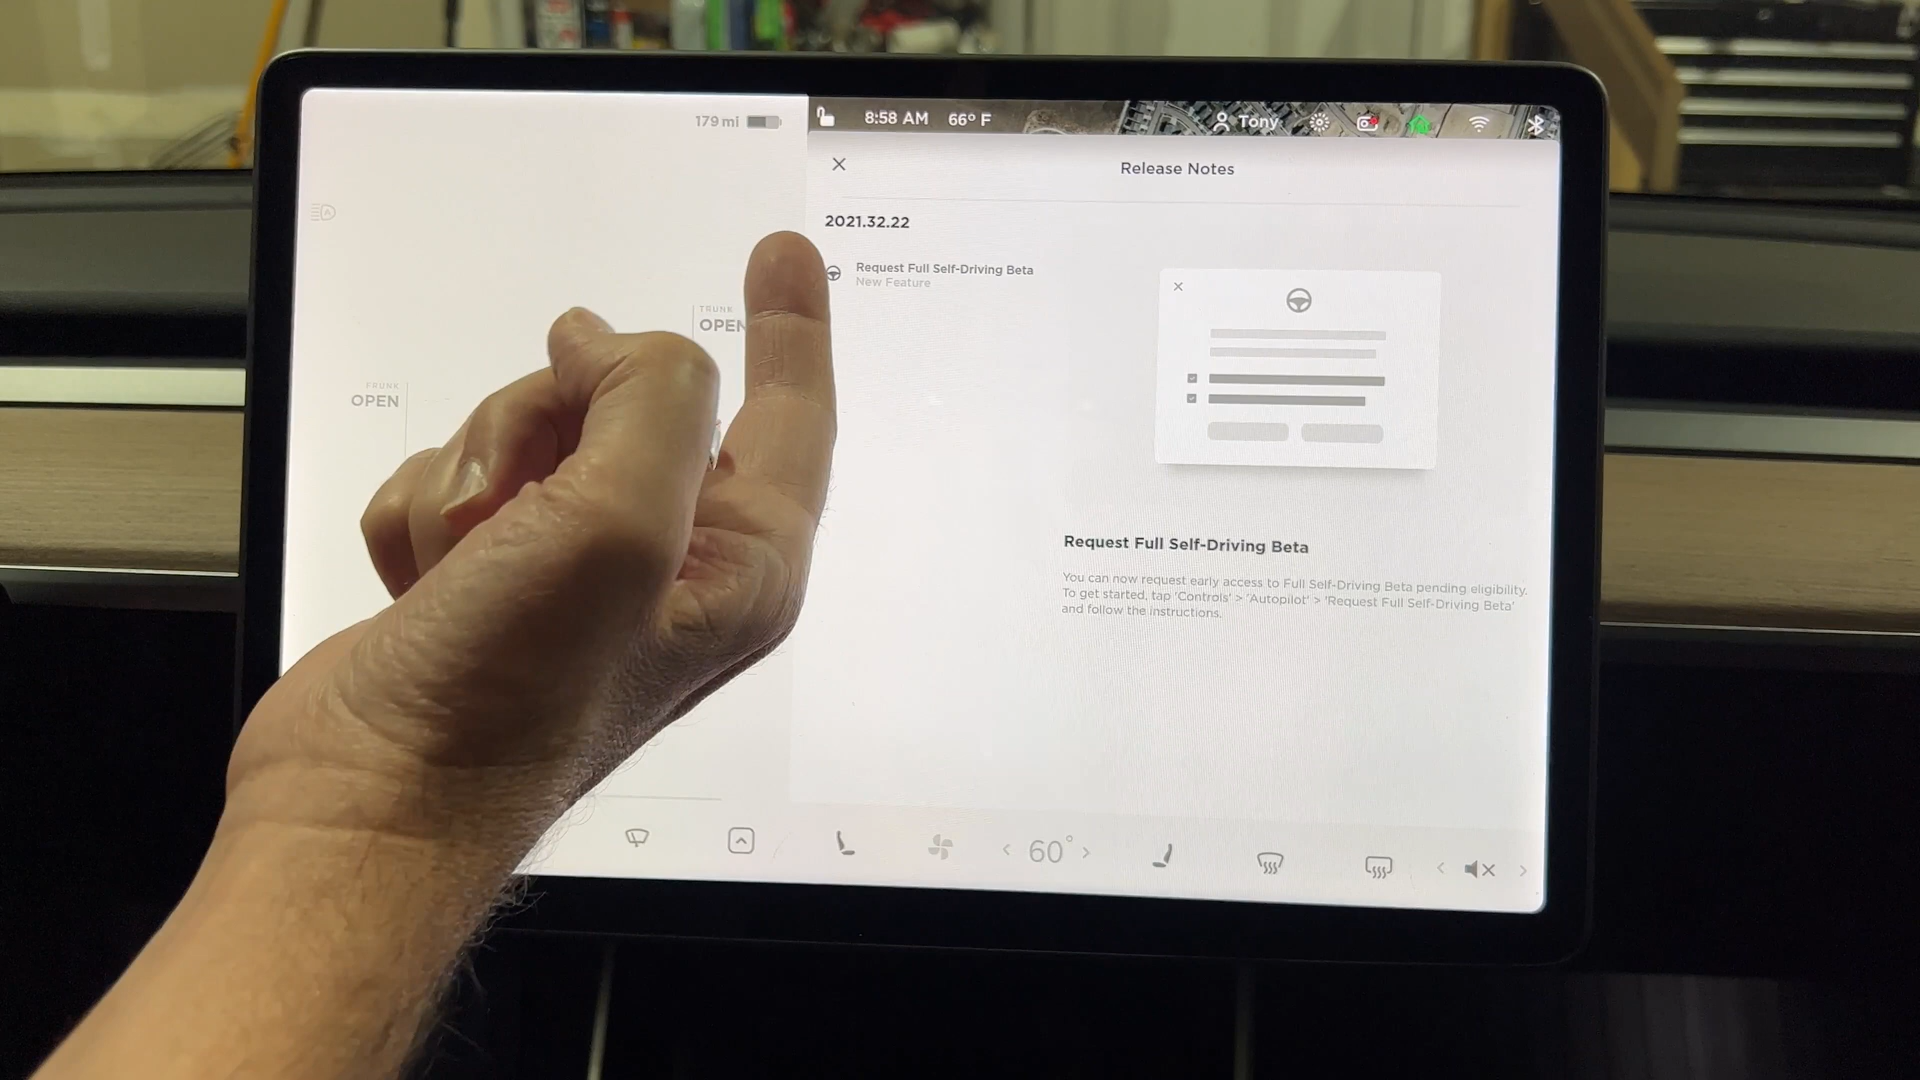 179 mi
8:58 AM 66° F
Tony
Release Notes
2021.32.22
Request Full Self-Driving Beta
New Feature
TRUNK
OPEN
FRUNK
OPEN
Request Full Self-Driving Beta
You can now request early access to Full Self-Driving Beta pending eligibility.
To get started, tap 'Controls' > 'Autopilot' > 'Request Full Self-Driving Beta'
and follow the instructions.
60°